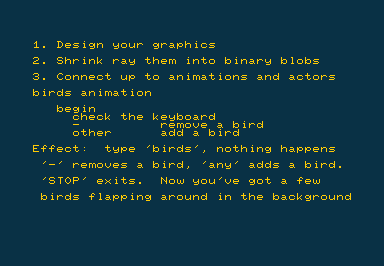 1. Design your graphics
2. Shrink ray them into binary blobs
3. Connect up to animations and actors
birds animation
begin
check the keyboard
- remove a bird
other add a bird
Effect: type 'birds', nothing happens
'-' removes a bird, 'any' adds a bird.
'STOP' exits. Now you've got a few
birds flapping around in the background